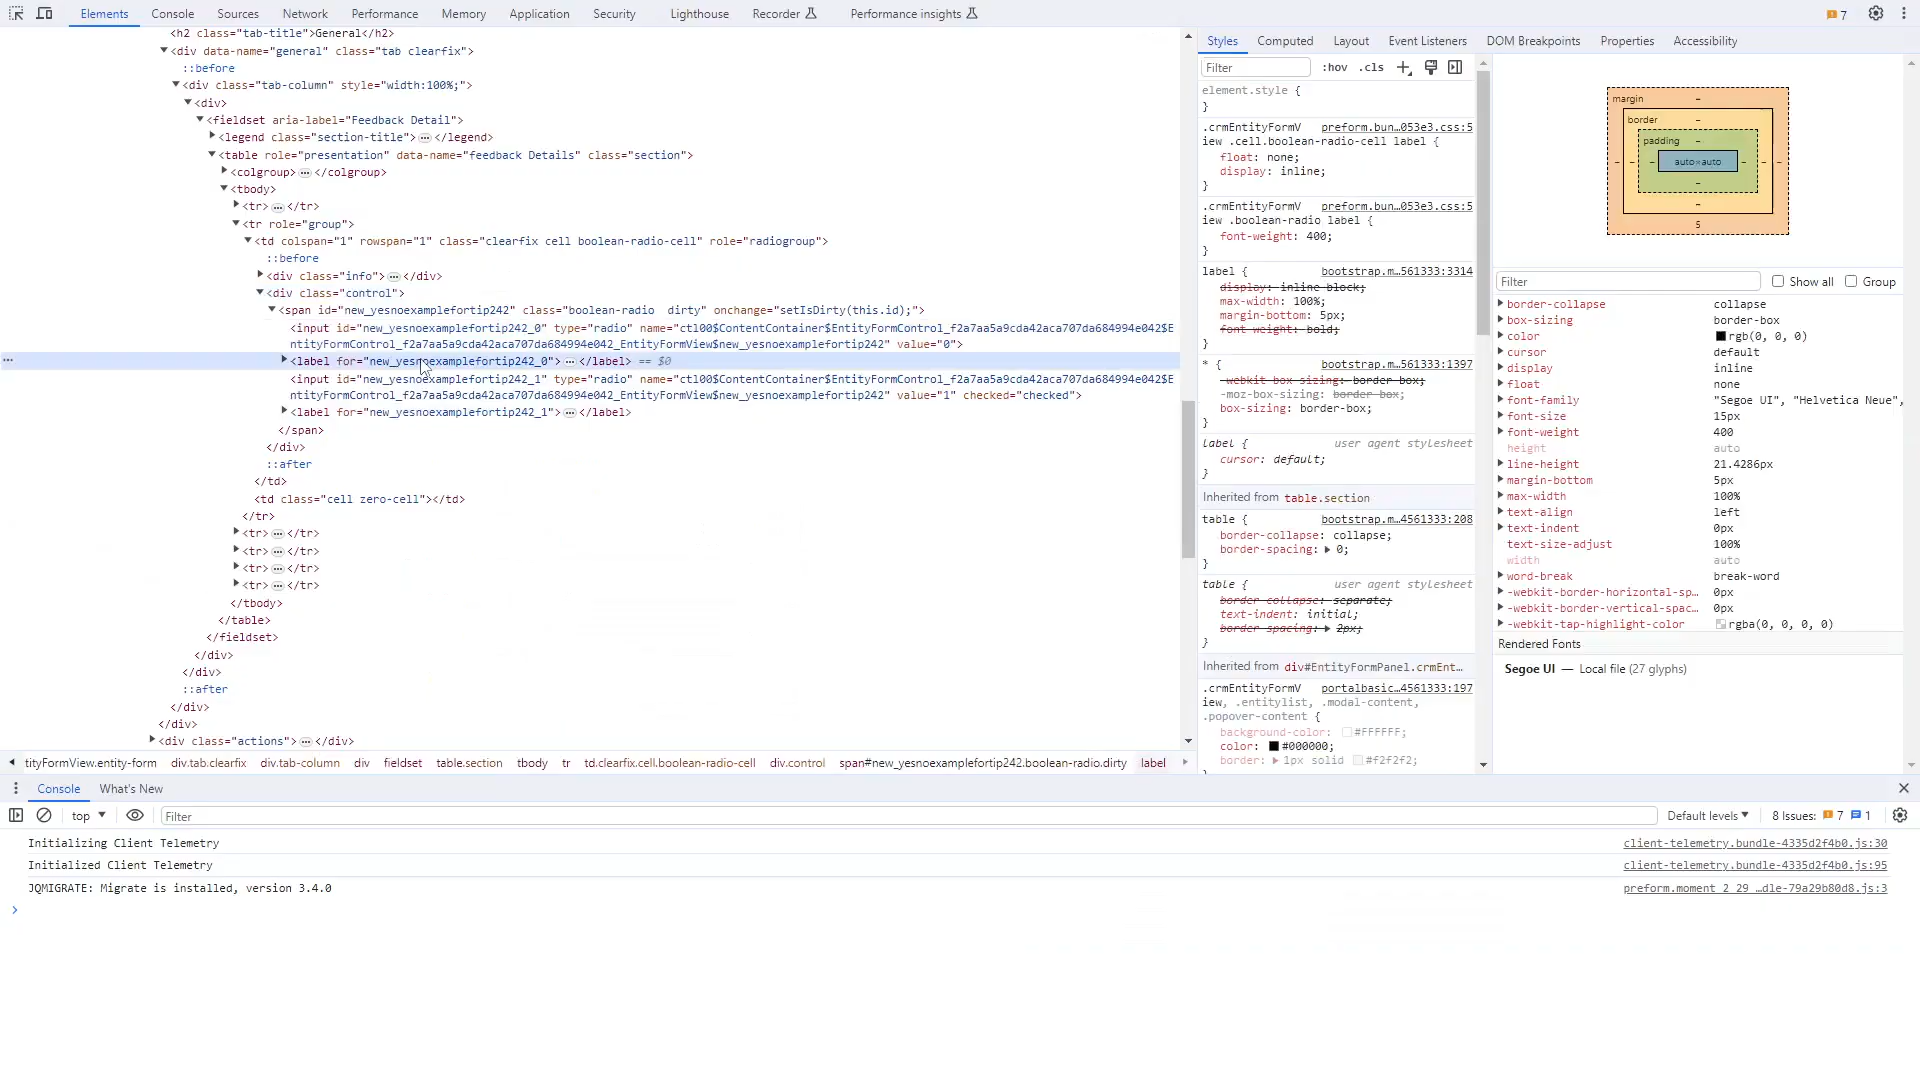 Elements Console Sources Network Performance Memory Application Security Lighthouse Recorder Performance insights 7
<h2 class="tab-title">General</h2>
<div data-name="general" class="tab clearfix">
::before
<div class="tab-column" style="width:100%;">
<div>
<fieldset aria-label="Feedback Detail">
<legend class="section-title"> … </legend>
<table role="presentation" data-name="feedback Details" class="section">
<colgroup> … </colgroup>
<tbody>
<tr> … </tr>
<tr role="group">
<td colspan="1" rowspan="1" class="clearfix cell boolean-radio-cell" role="radiogroup">
::before
<div class="info"> … </div>
<div class="control">
<span id="new_yesnoexamplefortip242" class="boolean-radio  dirty" onchange="setIsDirty(this.id);">
<input id="new_yesnoexamplefortip242_0" type="radio" name="ctl00$ContentContainer$EntityFormControl_f2a7aa5a9cda42aca707da684994e042$E
ntityFormControl_f2a7aa5a9cda42aca707da684994e042_EntityFormView$new_yesnoexamplefortip242" value="0">
… <label for="new_yesnoexamplefortip242_0"> … </label> == $0
<input id="new_yesnoexamplefortip242_1" type="radio" name="ctl00$ContentContainer$EntityFormControl_f2a7aa5a9cda42aca707da684994e042$E
ntityFormControl_f2a7aa5a9cda42aca707da684994e042_EntityFormView$new_yesnoexamplefortip242" value="1" checked="checked">
<label for="new_yesnoexamplefortip242_1"> … </label>
</span>
</div>
::after
</td>
<td class="cell zero-cell"></td>
</tr>
<tr> … </tr>
<tr> … </tr>
<tr> … </tr>
<tr> … </tr>
</tbody>
</table>
</fieldset>
</div>
</div>
::after
</div>
</div>
<div class="actions"> … </div>
tityFormView.entity-form div.tab.clearfix div.tab-column div fieldset table.section tbody tr td.clearfix.cell.boolean-radio-cell div.control span#new_yesnoexamplefortip242.boolean-radio.dirty label
Styles Computed Layout Event Listeners DOM Breakpoints Properties Accessibility
Filter :hov .cls
element.style {
}
.crmEntityFormV preform.bun…053e3.css:5
iew .cell.boolean-radio-cell label {
float: none;
display: inline;
}
.crmEntityFormV preform.bun…053e3.css:5
iew .boolean-radio label {
font-weight: 400;
}
label { bootstrap.m…561333:3314
display: inline-block;
max-width: 100%;
margin-bottom: 5px;
font-weight: bold;
}
* { bootstrap.m…561333:1397
-webkit-box-sizing: border-box;
-moz-box-sizing: border-box;
box-sizing: border-box;
}
label { user agent stylesheet
cursor: default;
}
Inherited from table.section
table { bootstrap.m…4561333:208
border-collapse: collapse;
border-spacing: 0;
}
table { user agent stylesheet
border-collapse: separate;
text-indent: initial;
border-spacing: 2px;
}
Inherited from div#EntityFormPanel.crmEnt…
.crmEntityFormV portalbasic…4561333:197
iew, .entitylist, .modal-content,
.popover-content {
background-color: #FFFFFF;
color: #000000;
border: 1px solid #f2f2f2;
margin –
border –
padding –
– – – auto×auto – – –
–
–
5
Filter Show all Group
border-collapse collapse
box-sizing border-box
color rgb(0, 0, 0)
cursor default
display inline
float none
font-family "Segoe UI", "Helvetica Neue",
font-size 15px
font-weight 400
height auto
line-height 21.4286px
margin-bottom 5px
max-width 100%
text-align left
text-indent 0px
text-size-adjust 100%
width auto
word-break break-word
-webkit-border-horizontal-sp… 0px
-webkit-border-vertical-spac… 0px
-webkit-tap-highlight-color rgba(0, 0, 0, 0)
Rendered Fonts
Segoe UI — Local file (27 glyphs)
Console What's New
top Filter Default levels 8 Issues: 7 1
Initializing Client Telemetry client-telemetry.bundle-4335d2f4b0.js:30
Initialized Client Telemetry client-telemetry.bundle-4335d2f4b0.js:95
JQMIGRATE: Migrate is installed, version 3.4.0 preform.moment_2_29_…dle-79a29b80d8.js:3